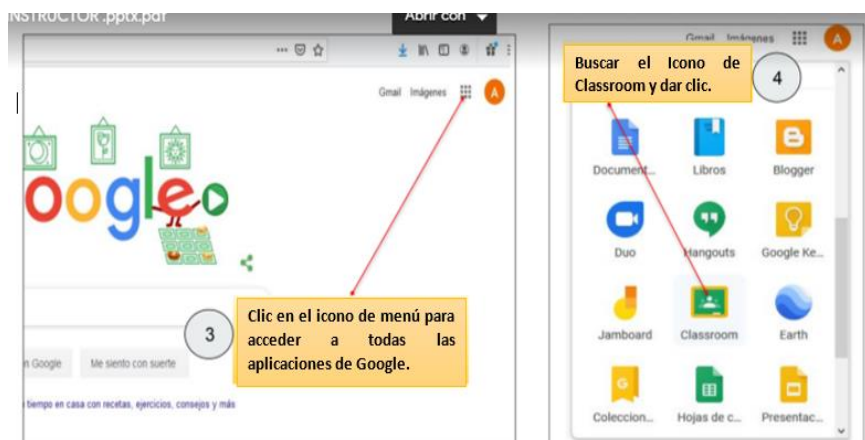 INSTRUCTOR .pptx.pdf
Abrir con
Gmail Imágenes
A
Google
3
Clic en el icono de menú para
acceder a todas las
aplicaciones de Google.
n Google
Me siento con suerte
tiempo en casa con recetas, ejercicios, consejos y más
Gmail Imágenes
A
Buscar el Icono de
Classroom y dar clic.
4
Document...
Libros
Blogger
Duo
Hangouts
Google Ke...
Jamboard
Classroom
Earth
Coleccion...
Hojas de c...
Presentac...